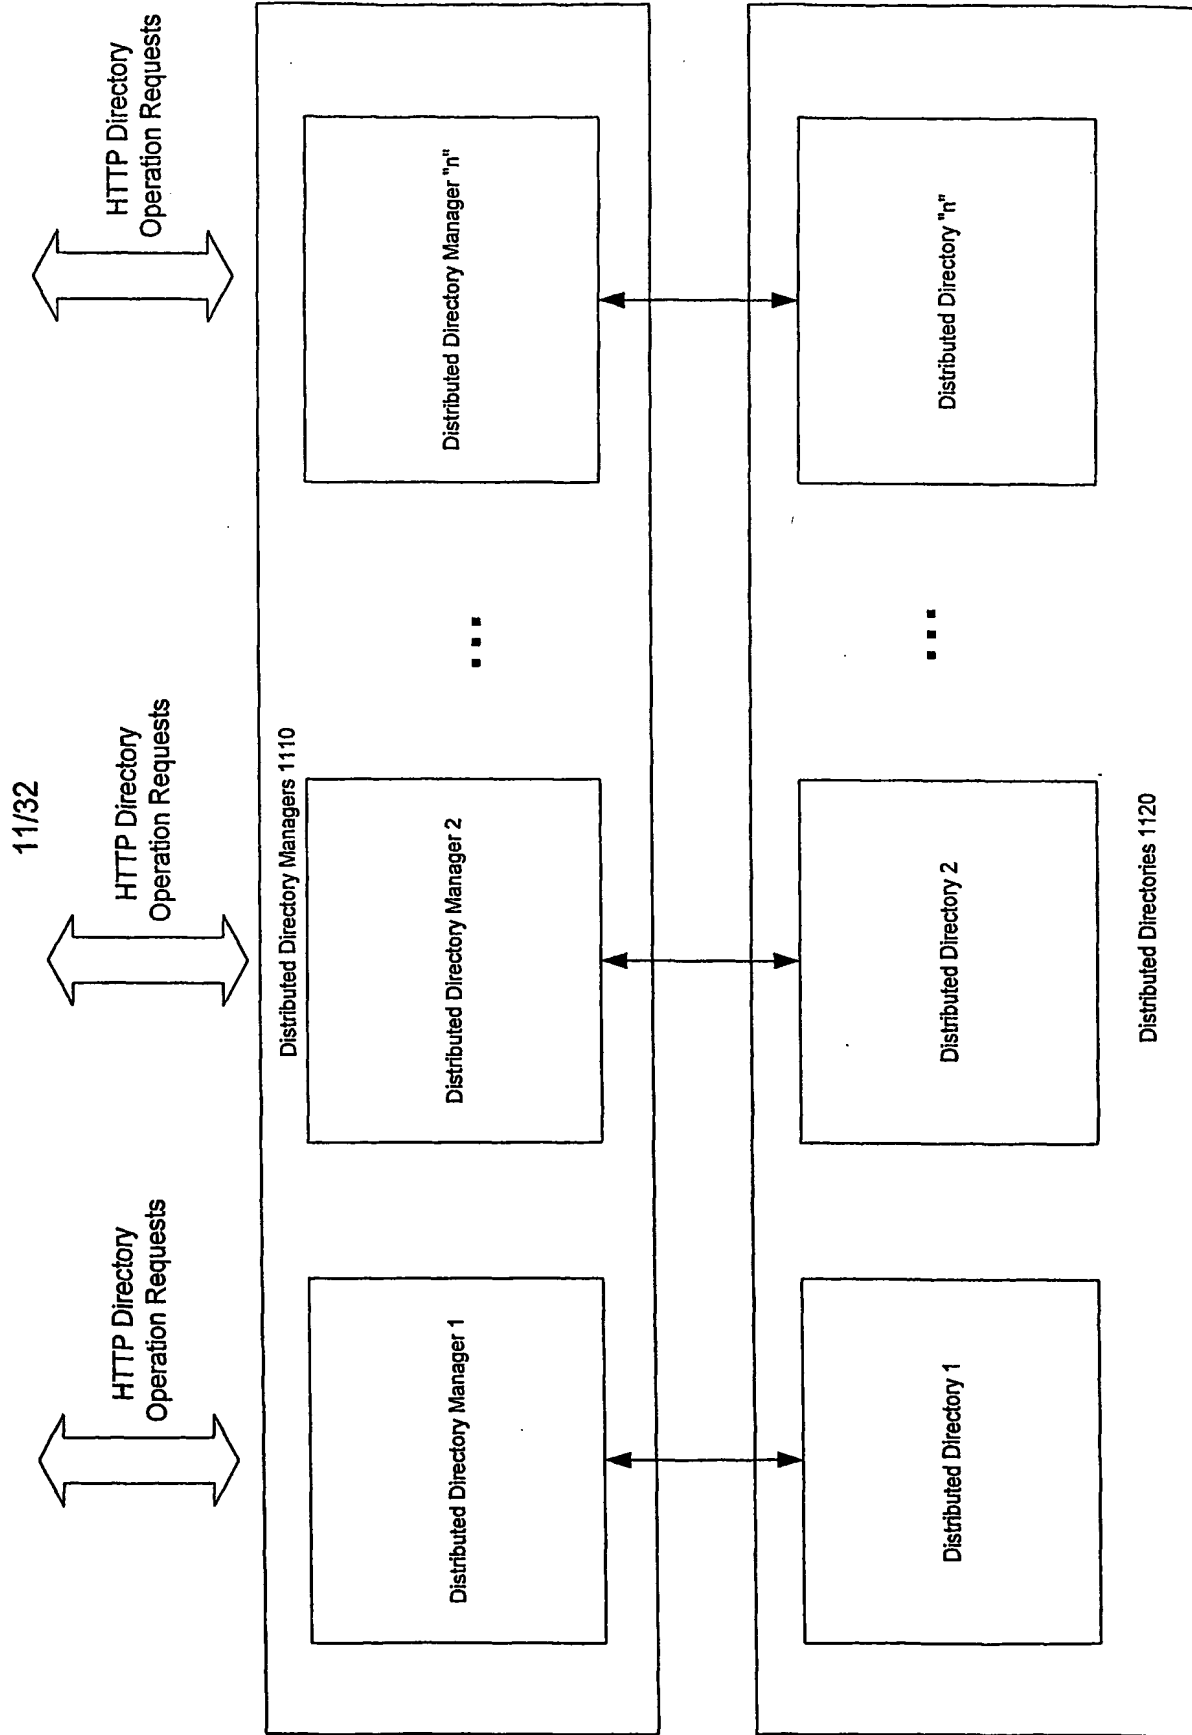 11/32
HTTP Directory
Operation Requests
HTTP Directory
Operation Requests
HTTP Directory
Operation Requests
Distributed Directory Managers 1110
Distributed Directory Manager 1
Distributed Directory Manager 2
...
Distributed Directory Manager "n"
Distributed Directory 1
Distributed Directory 2
...
Distributed Directory "n"
Distributed Directories 1120